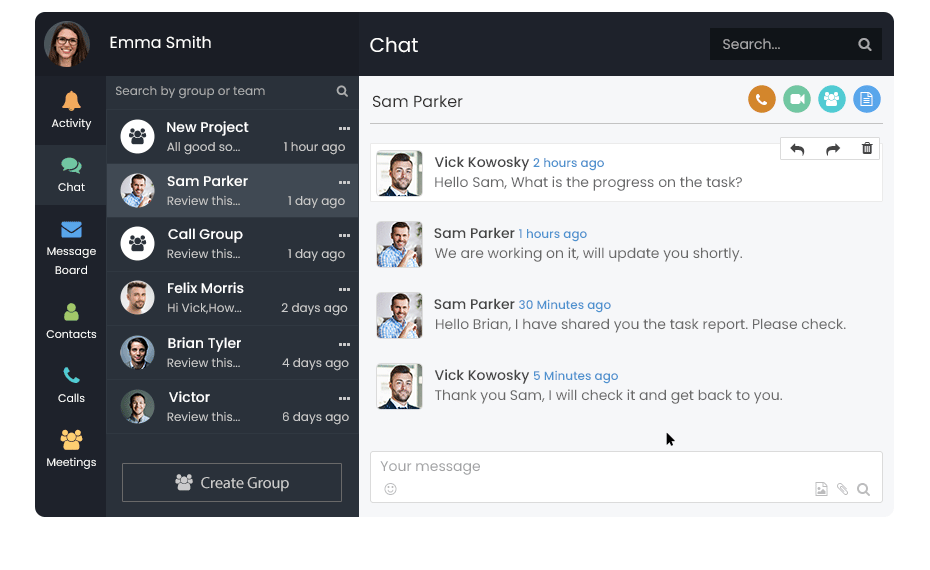 Emma Smith
Chat
Search...
Activity
Chat
Message
Board
Contacts
Calls
Meetings
Search by group or team
New Project
All good so... 1 hour ago
Sam Parker
Review this... 1 day ago
Call Group
Review this... 1 day ago
Felix Morris
Hi Vick,How... 2 days ago
Brian Tyler
Review this... 4 days ago
Victor
Review this... 6 days ago
Create Group
Sam Parker
Vick Kowosky 2 hours ago
Hello Sam, What is the progress on the task?
Sam Parker 1 hours ago
We are working on it, will update you shortly.
Sam Parker 30 Minutes ago
Hello Brian, I have shared you the task report. Please check.
Vick Kowosky 5 Minutes ago
Thank you Sam, I will check it and get back to you.
Your message